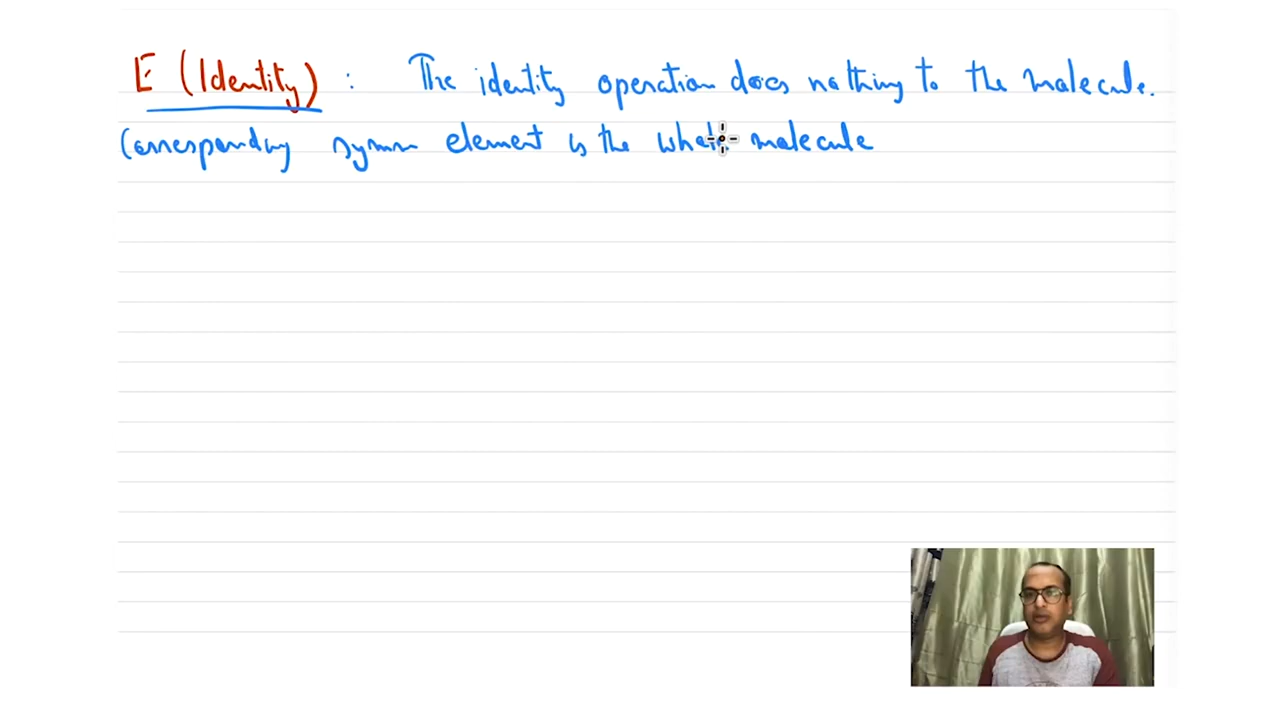 E (Identity) : The identity operation does nothing to the molecule.
Corresponding symm element is the whole molecule